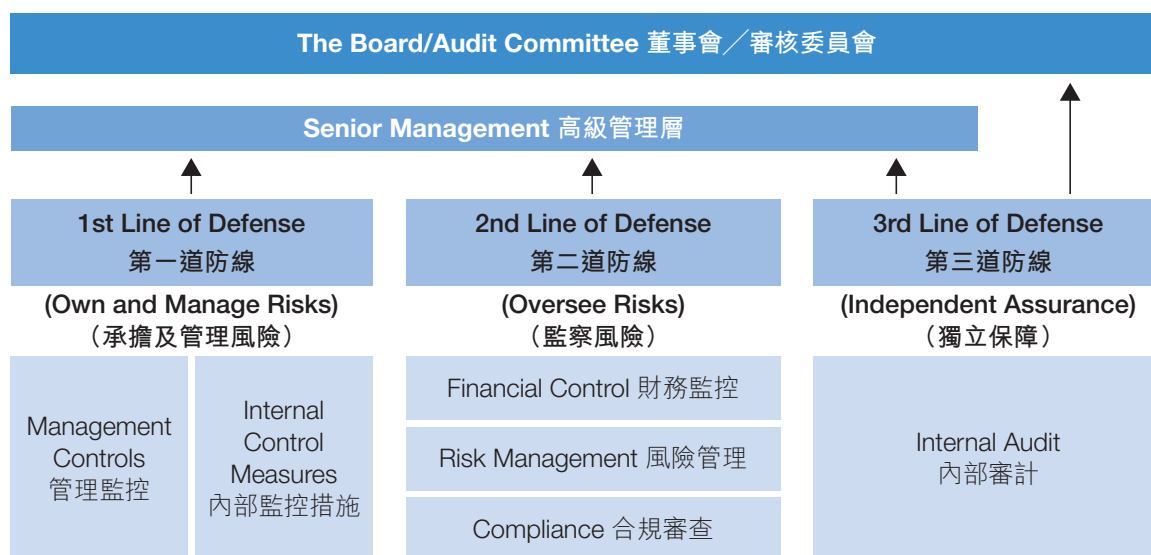 The Board/Audit Committee 董事會／審核委員會
Senior Management 高級管理層
1st Line of Defense
第一道防線
(Own and Manage Risks)
（承擔及管理風險）
Management
Controls
管理監控
Internal
Control
Measures
內部監控措施
2nd Line of Defense
第二道防線
(Oversee Risks)
（監察風險）
Financial Control 財務監控
Risk Management 風險管理
Compliance 合規審查
3rd Line of Defense
第三道防線
(Independent Assurance)
（獨立保障）
Internal Audit
內部審計